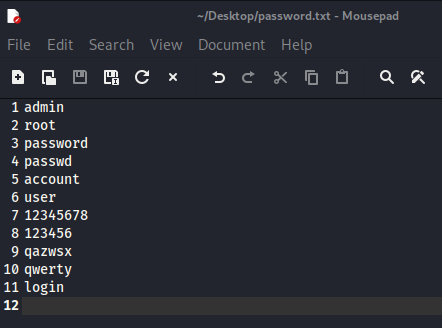 ~/Desktop/password.txt - Mousepad
File Edit Search View Document Help
1 admin
2 root
3 password
4 passwd
5 account
6 user
7 12345678
8 123456
9 qazwsx
10 qwerty
11 login
12